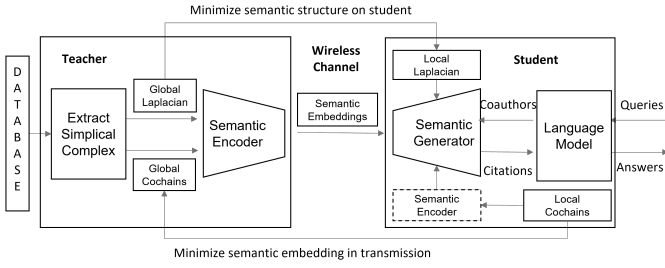 Minimize semantic structure on student
DATABASE
Teacher
Extract
Simplical
Complex
Global
Laplacian
Global
Cochains
Semantic
Encoder
Wireless
Channel
Semantic
Embeddings
Student
Local
Laplacian
Semantic
Generator
Coauthors
Citations
Language
Model
Queries
Answers
Semantic
Encoder
Local
Cochains
Minimize semantic embedding in transmission